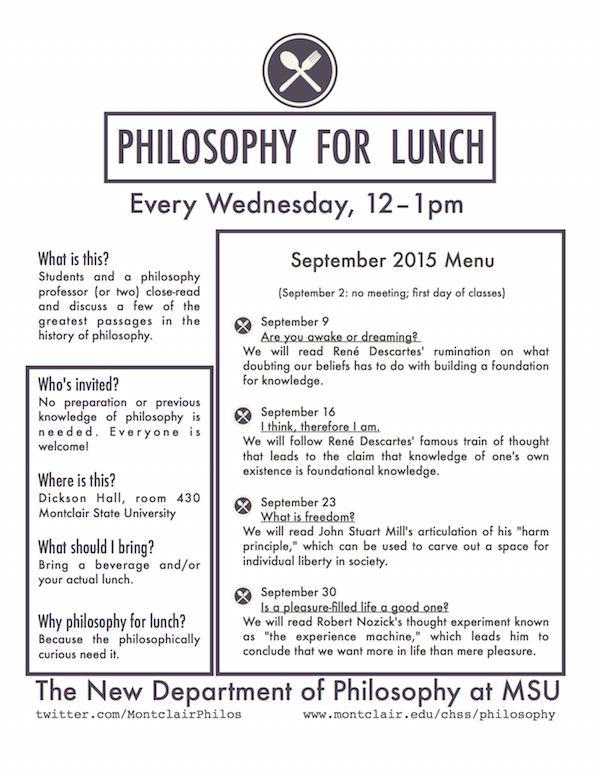 PHILOSOPHY FOR LUNCH
Every Wednesday, 12–1pm
What is this?
Students and a philosophy
professor (or two) close-read
and discuss a few of the
greatest passages in the
history of philosophy.
Who's invited?
No preparation or previous
knowledge of philosophy is
needed. Everyone is
welcome!
Where is this?
Dickson Hall, room 430
Montclair State University
What should I bring?
Bring a beverage and/or
your actual lunch.
Why philosophy for lunch?
Because the philosophically
curious need it.
September 2015 Menu
(September 2: no meeting; first day of classes)
September 9
Are you awake or dreaming?
We will read René Descartes' rumination on what
doubting our beliefs has to do with building a foundation
for knowledge.
September 16
I think, therefore I am.
We will follow René Descartes' famous train of thought
that leads to the claim that knowledge of one's own
existence is foundational knowledge.
September 23
What is freedom?
We will read John Stuart Mill's articulation of his "harm
principle," which can be used to carve out a space for
individual liberty in society.
September 30
Is a pleasure-filled life a good one?
We will read Robert Nozick's thought experiment known
as "the experience machine," which leads him to
conclude that we want more in life than mere pleasure.
The New Department of Philosophy at MSU
twitter.com/MontclairPhilos
www.montclair.edu/chss/philosophy